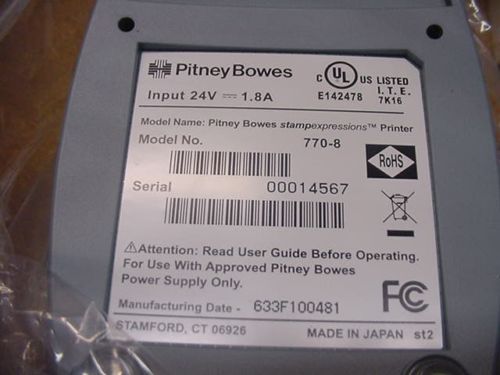 PitneyBowes
Input 24V ⎓ 1.8A
C UL US LISTED
I. T. E.
E142478 7K16
Model Name: Pitney Bowes stampexpressions™ Printer
Model No. 770-8
RoHS
Serial 00014567
⚠Attention: Read User Guide Before Operating.
For Use With Approved Pitney Bowes
Power Supply Only.
FC
Manufacturing Date - 633F100481
STAMFORD, CT 06926 MADE IN JAPAN st2